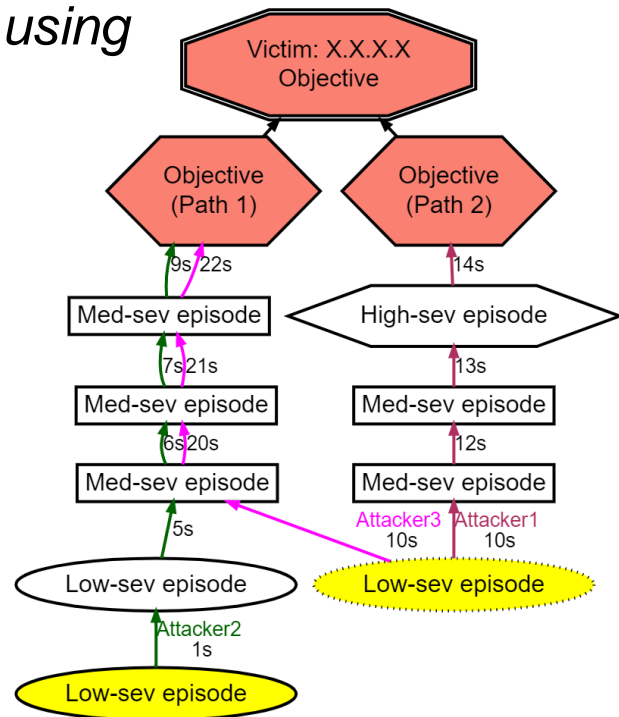 using
Victim: X.X.X.X
Objective
Objective
(Path 1)
Objective
(Path 2)
9s 22s
14s
Med-sev episode
High-sev episode
7s 21s
13s
Med-sev episode
Med-sev episode
6s 20s
12s
Med-sev episode
Med-sev episode
Attacker3
10s
Attacker1
10s
5s
Low-sev episode
Low-sev episode
Attacker2
1s
Low-sev episode